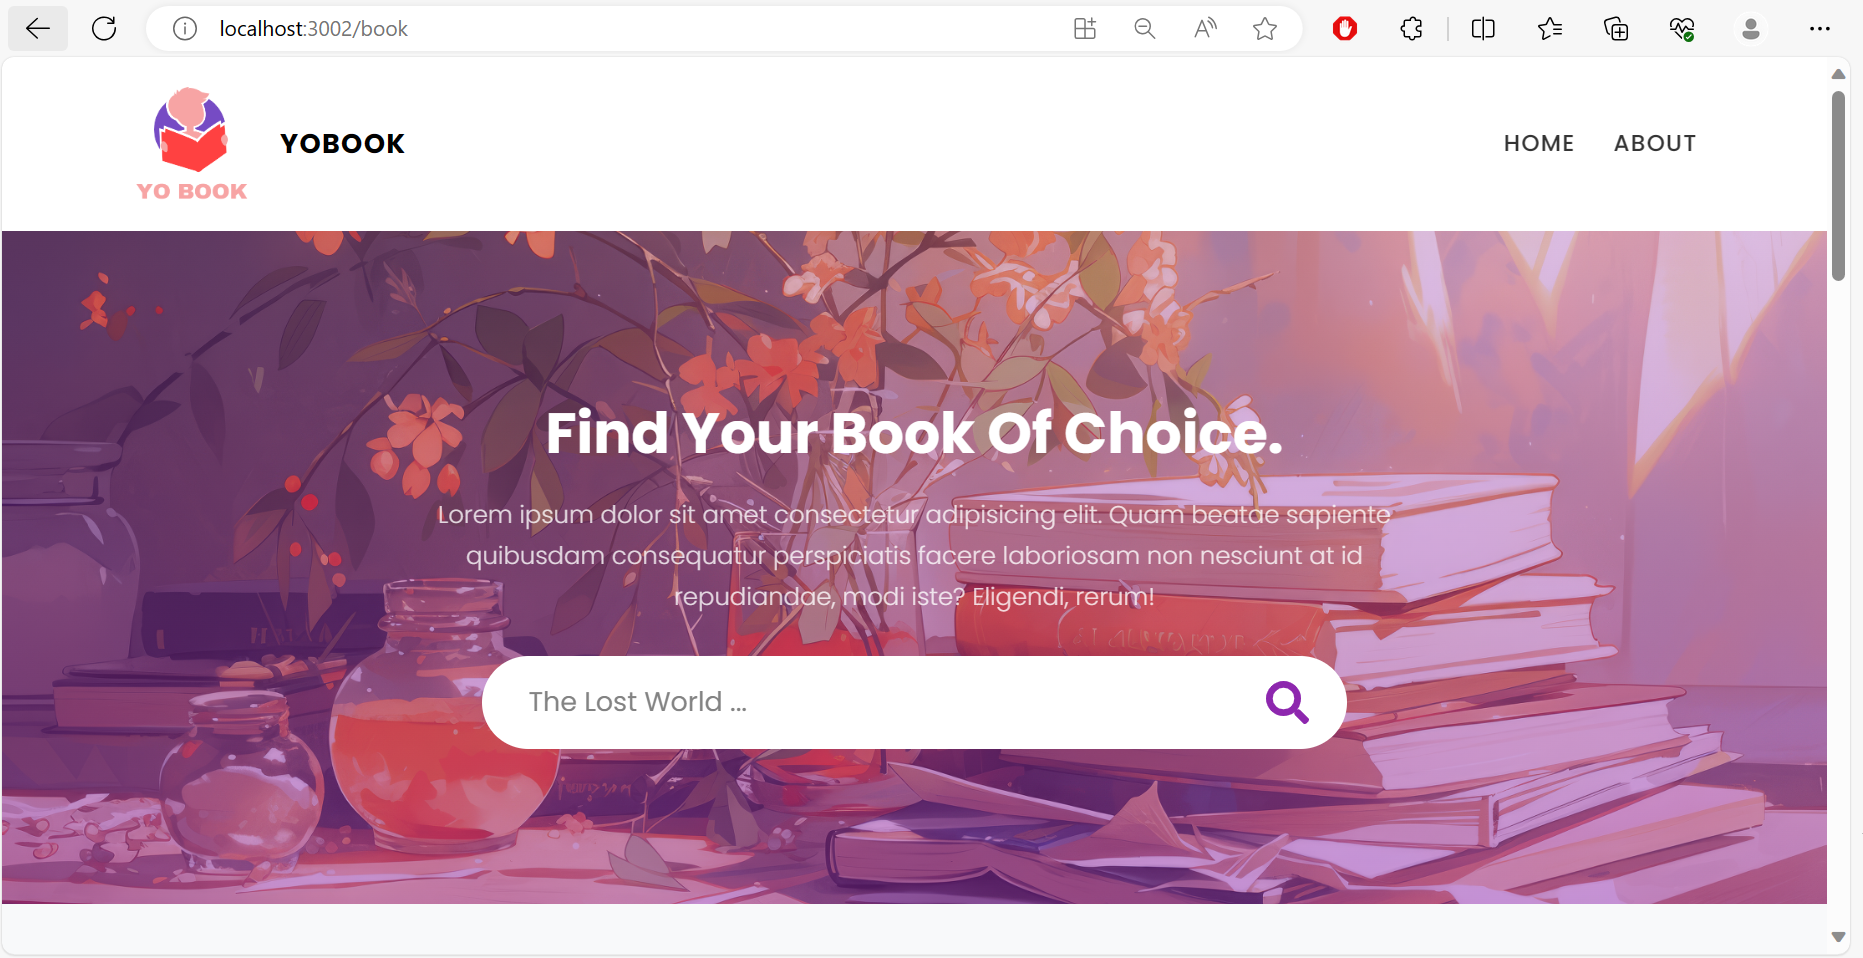 localhost:3002/book
YO BOOK
YOBOOK
HOME
ABOUT
Find Your Book Of Choice.
Lorem ipsum dolor sit amet consectetur adipisicing elit. Quam beatae sapiente
quibusdam consequatur perspiciatis facere laboriosam non nesciunt at id
repudiandae, modi iste? Eligendi, rerum!
The Lost World ...